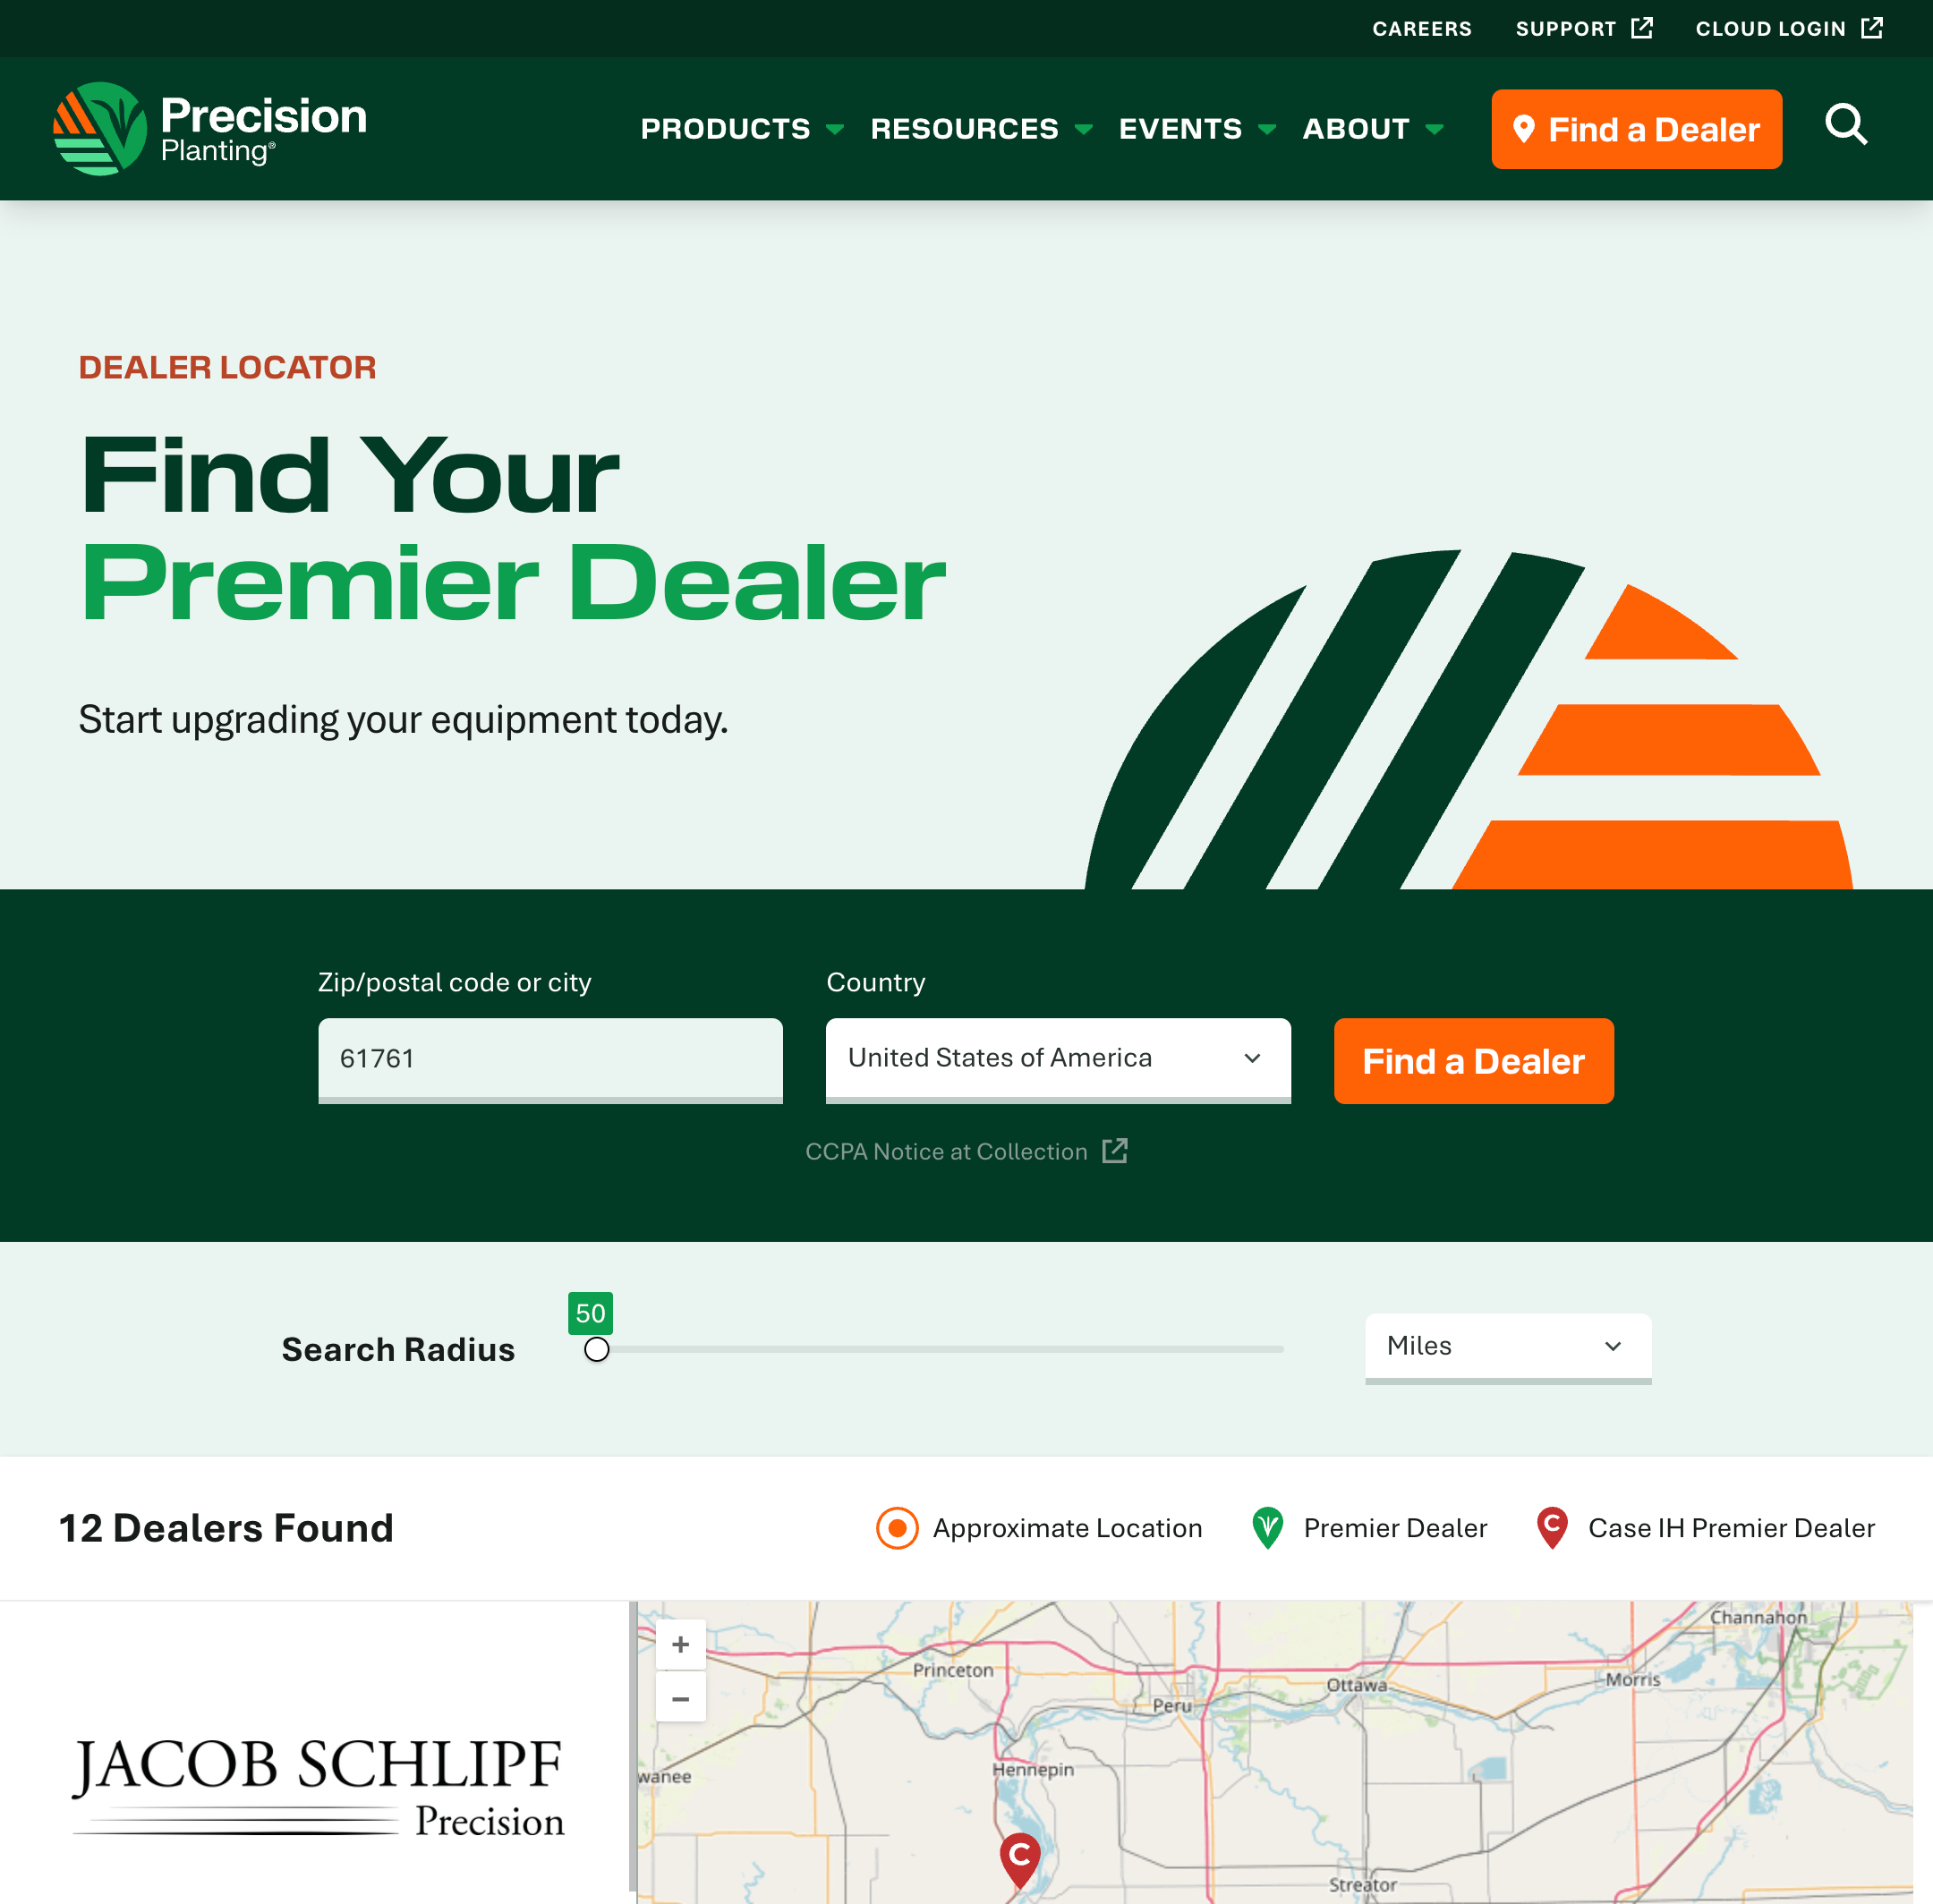 CAREERS SUPPORT CLOUD LOGIN
Precision
Planting®
PRODUCTS RESOURCES EVENTS ABOUT Find a Dealer
DEALER LOCATOR
Find Your
Premier Dealer
Start upgrading your equipment today.
Zip/postal code or city Country
61761 United States of America Find a Dealer
CCPA Notice at Collection
50
Search Radius Miles
12 Dealers Found Approximate Location Premier Dealer C Case IH Premier Dealer
Channahon
+
Princeton Morris
Ottawa
− Peru
JACOB SCHLIPF
Precision
Hennepin
wanee
C
Streator